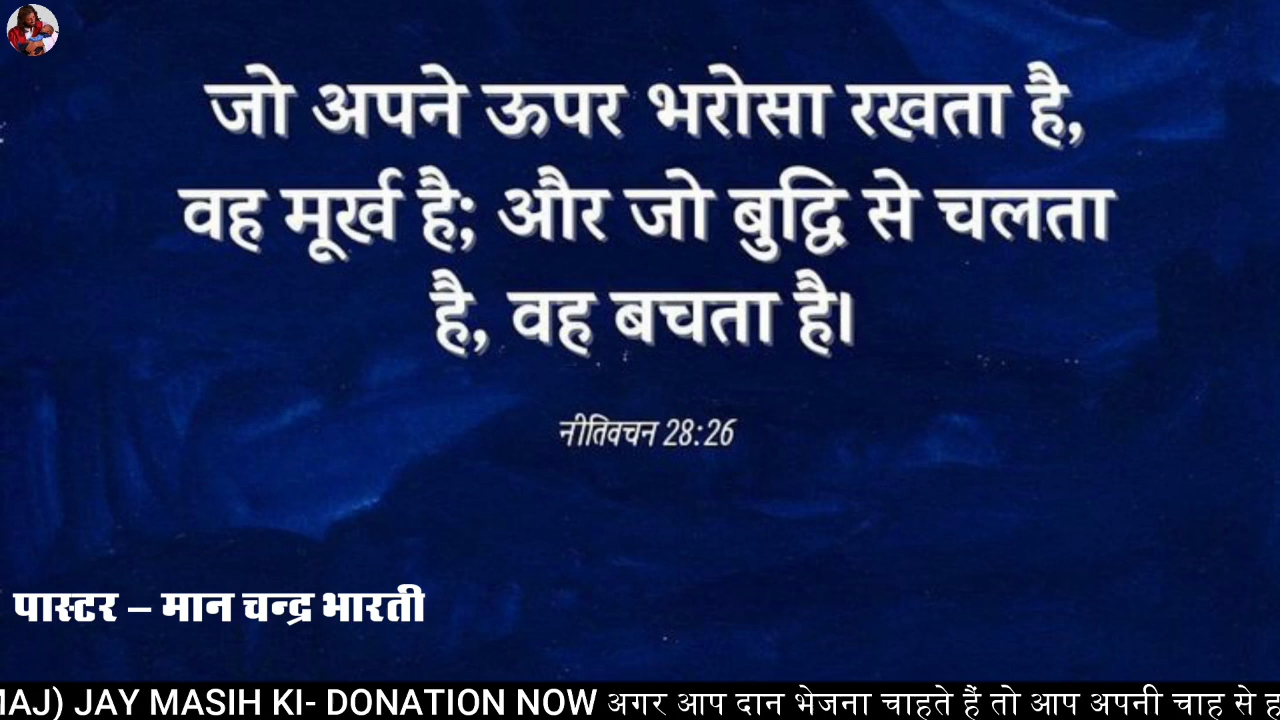 जो अपने ऊपर भरोसा रखता है,
वह मूर्ख है; और जो बुद्धि से चलता
है, वह बचता है।
नीतिवचन 28:26
पास्टर – मान चन्द्र भारती
MAJ) JAY MASIH KI- DONATION NOW अगर आप दान भेजना चाहते हैं तो आप अपनी चाह से ह